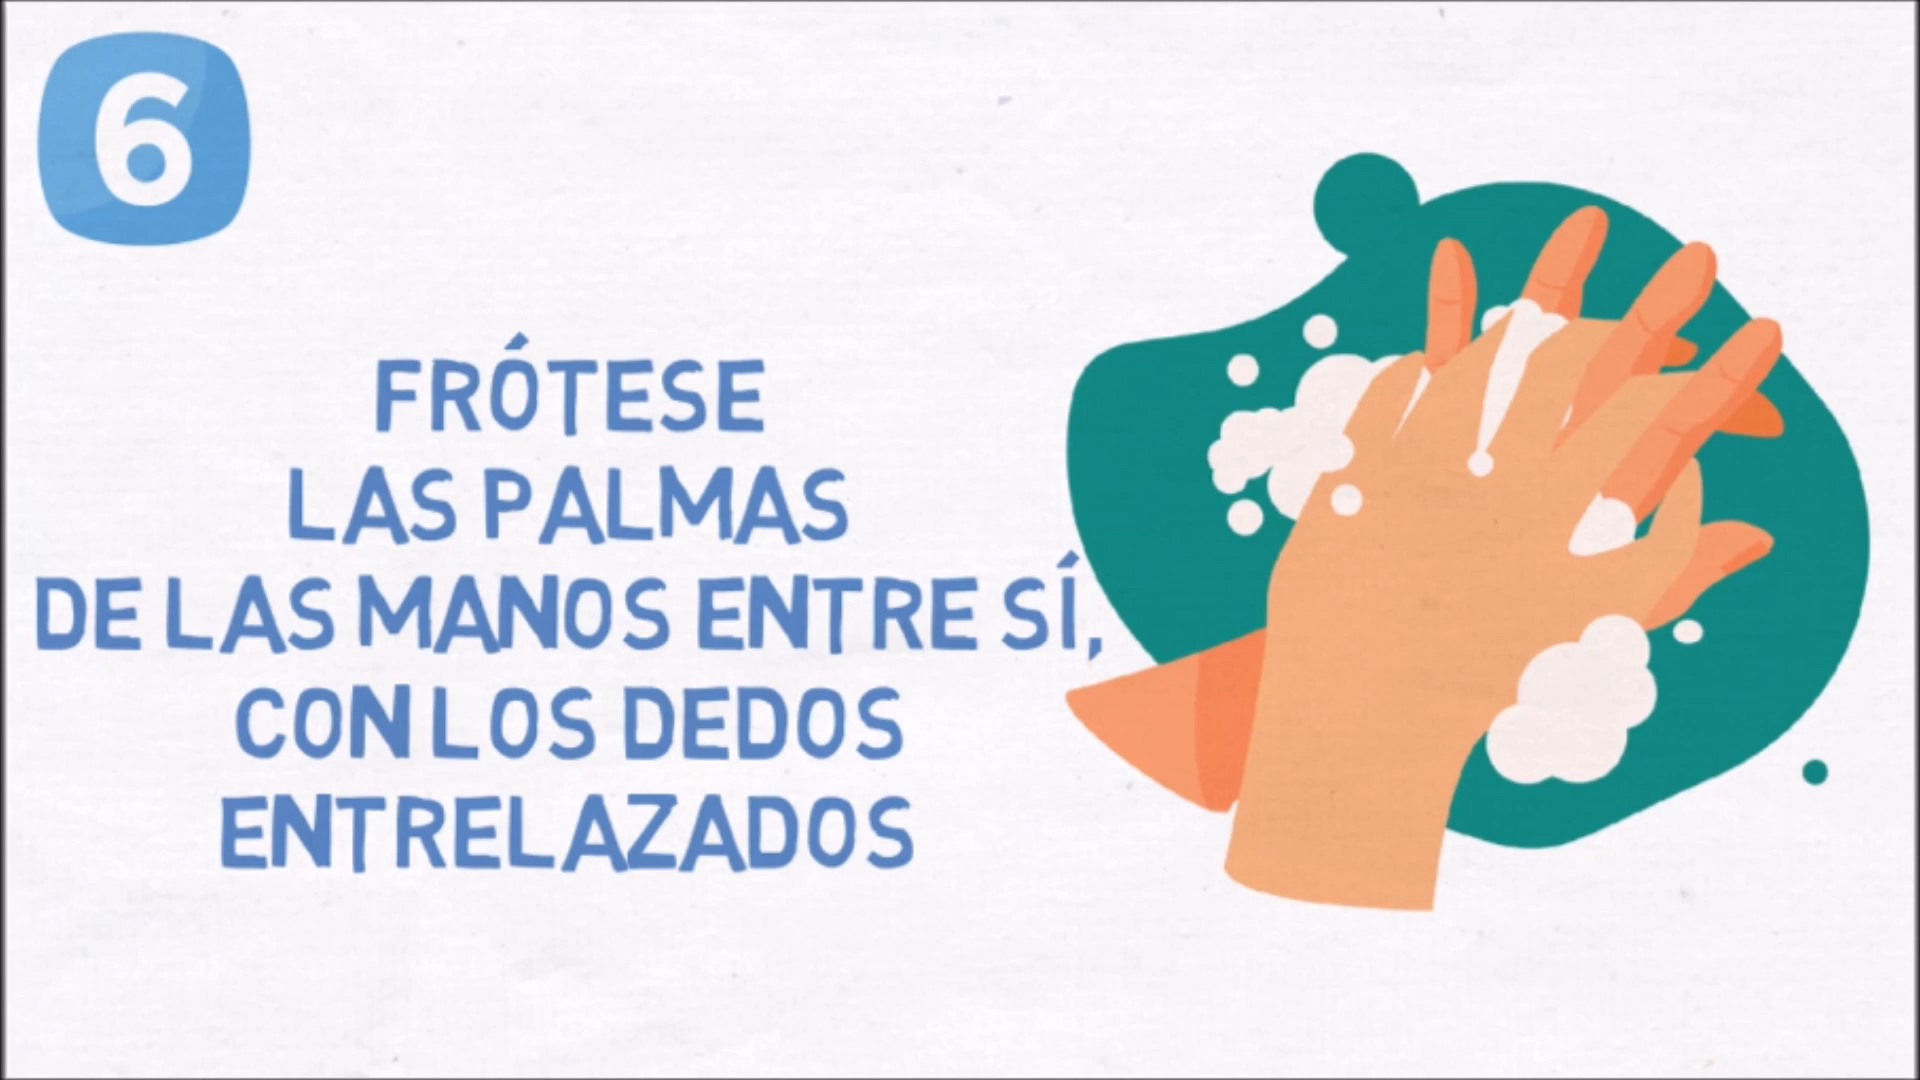 6
FRÓTESE
LAS PALMAS
DE LAS MANOS ENTRE SÍ,
CON LOS DEDOS
ENTRELAZADOS